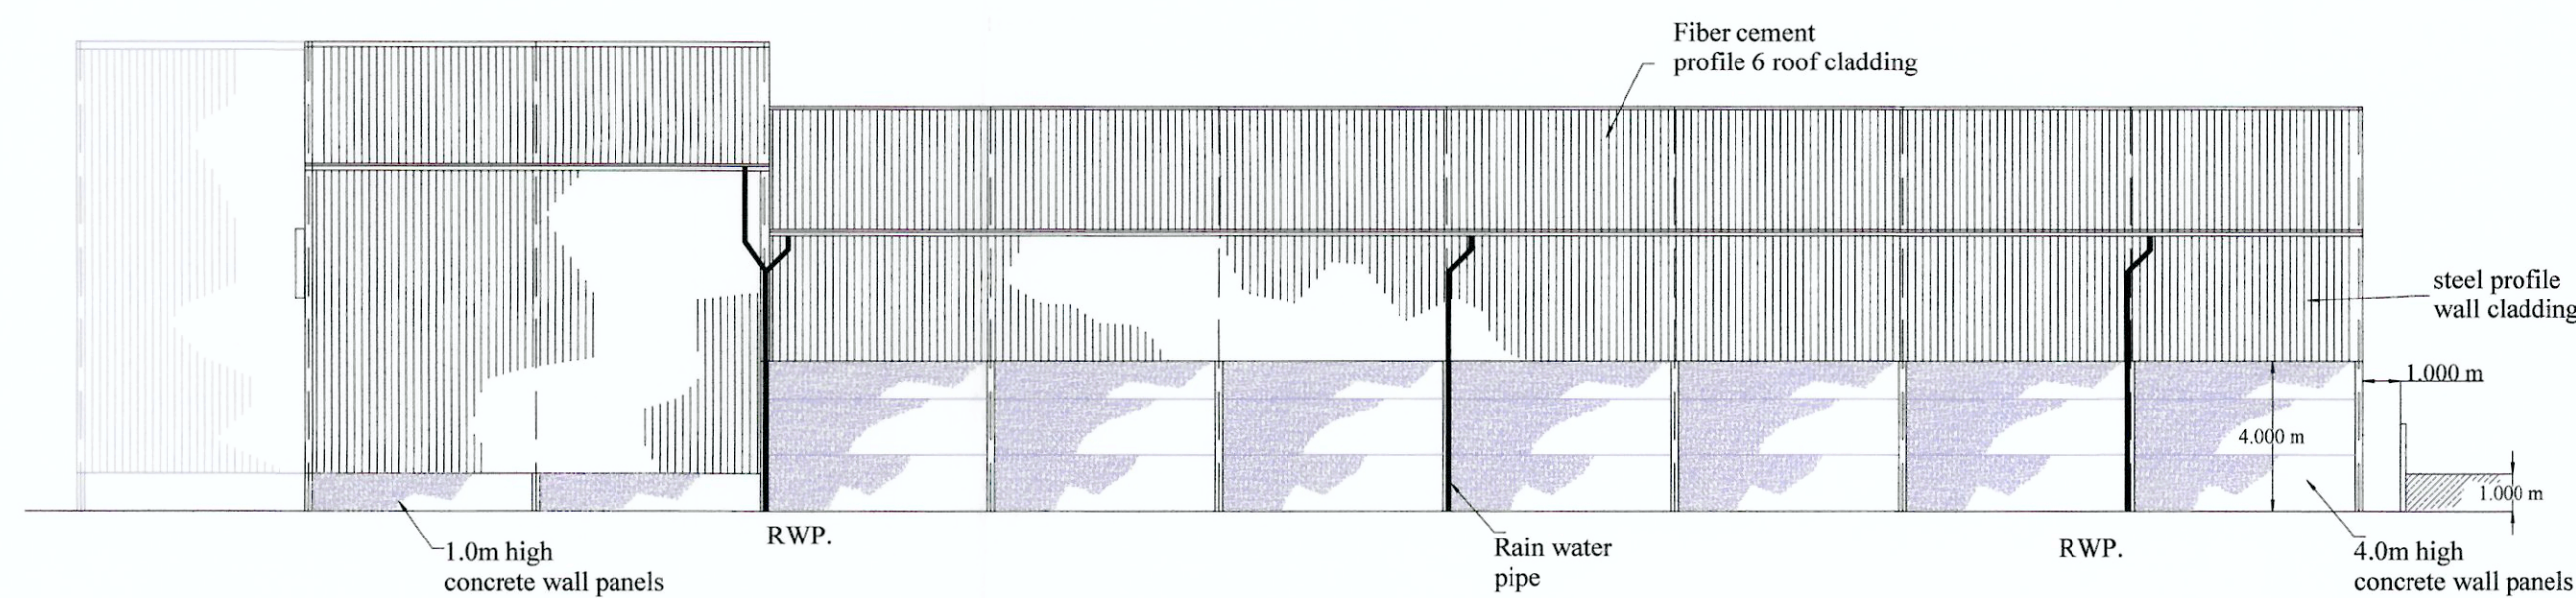 Fiber cement
profile 6 roof cladding
steel profile
wall cladding
1.000 m
4.000 m
1.000 m
RWP.
1.0m high
concrete wall panels
Rain water
pipe
RWP.
4.0m high
concrete wall panels